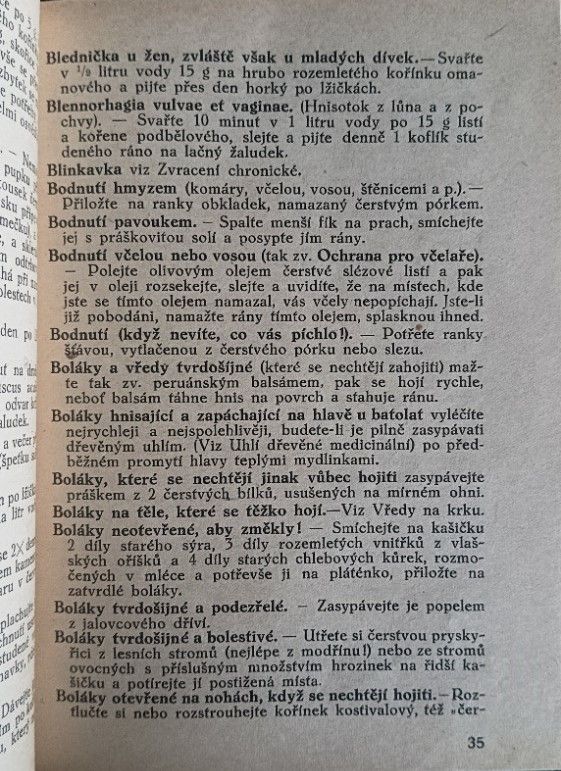 Blednička u žen, zvláště však u mladých dívek.— Svařte
v ½ litru vody 15 g na hrubo rozemletého kořínku oma-
nového a pijte přes den horký po lžičkách.
Blennorhagia vulvae et vaginae. (Hnisotok z lůna a z po-
chvy). — Svařte 10 minut v 1 litru vody po 15 g listí
a kořene podbělového, slejte a pijte denně 1 koflík stu-
deného ráno na lačný žaludek.
Blinkavka viz Zvracení chronické.
Bodnutí hmyzem (komáry, včelou, vosou, štěnicemi a p.).—
Přiložte na ranky obkladek, namazaný čerstvým pórkem.
Bodnutí pavoukem. — Spalte menší fík na prach, smíchejte
jej s práškovitou solí a posypte jím rány.
Bodnutí včelou nebo vosou (tak zv. Ochrana pro včelaře).
— Polejte olivovým olejem čerstvé slézové listí a pak
jej v oleji rozsekejte, slejte a uvidíte, že na místech, kde
jste se tímto olejem namazal, vás včely nepopíchají. Jste-li
již pobodáni, namažte rány tímto olejem, splasknou ihned.
Bodnutí (když nevíte, co vás píchlo!). — Potřete ranky
šťávou, vytlačenou z čerstvého pórku nebo slezu.
Boláky a vředy tvrdošíjné (které se nechtějí zahojiti) maž-
te tak zv. peruánským balsámem, pak se hojí rychle,
neboť balsám táhne hnis na povrch a stahuje ránu.
Boláky hnisající a zapáchající na hlavě u batolat vyléčíte
nejrychleji a nejspolehlivěji, budete-li je pilně zasypávati
dřevěným uhlím. (Viz Uhlí dřevěné medicinální) po před-
běžném promytí hlavy teplými mydlinkami.
Boláky, které se nechtějí jinak vůbec hojiti zasypávejte
práškem z 2 čerstvých bílků, usušených na mírném ohni.
Boláky na těle, které se těžko hojí.—Viz Vředy na krku.
Boláky neotevřené, aby změkly! — Smíchejte na kašičku
2 díly starého sýra, 3 díly rozemletých vnitřků z vlaš-
ských oříšků a 4 díly starých chlebových kůrek, rozmo-
čených v mléce a potřevše ji na pláténko, přiložte na
zatvrdlé boláky.
Boláky tvrdošijné a podezřelé. — Zasypávejte je popelem
z jalovcového dříví.
Boláky tvrdošijné a bolestivé. — Utřete si čerstvou prysky-
řici z lesních stromů (nejlépe z modřínu!) nebo ze stromů
ovocných s příslušným množstvím hrozinek na řidší ka-
šičku a potírejte jí postižená místa.
Boláky otevřené na nohách, když se nechtějí hojiti.—Roz-
tlučte si nebo rozstrouhejte kořínek kostivalový, též „čer-
35